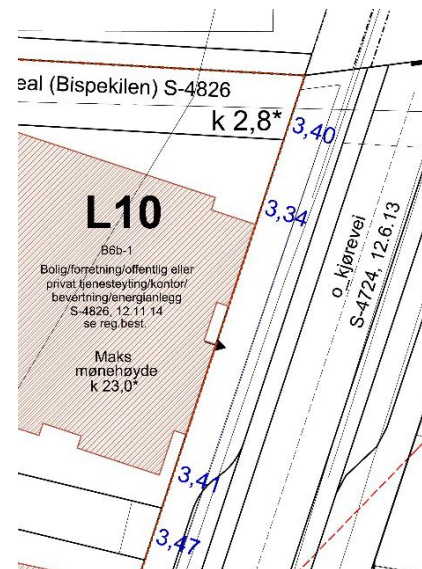 eal (Bispekilen) S-4826
k 2,8*
3,40
L10
3,34
B6b-1
Bolig/forretning/offentlig eller
privat tjenesteyting/kontor/
bevertning/energianlegg
S-4826, 12.11.14
se reg.best.
o_kjørevei
S-4724, 12.6.13
Maks
mønehøyde
k 23,0*
3,41
3,47